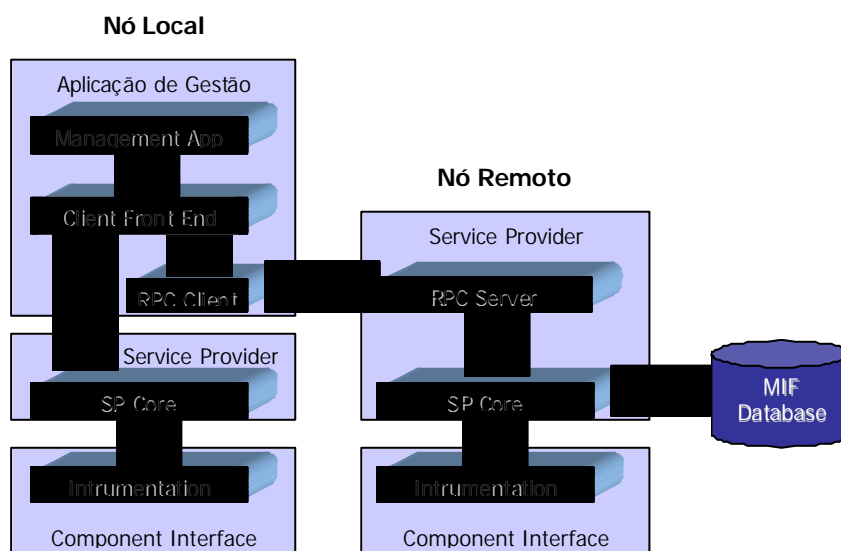 Nó Local
Aplicação de Gestão
Management App
Client Front End
RPC Client
Service Provider
SP Core
Intrumentation
Component Interface
Nó Remoto
Service Provider
RPC Server
SP Core
Intrumentation
Component Interface
MIF
Database